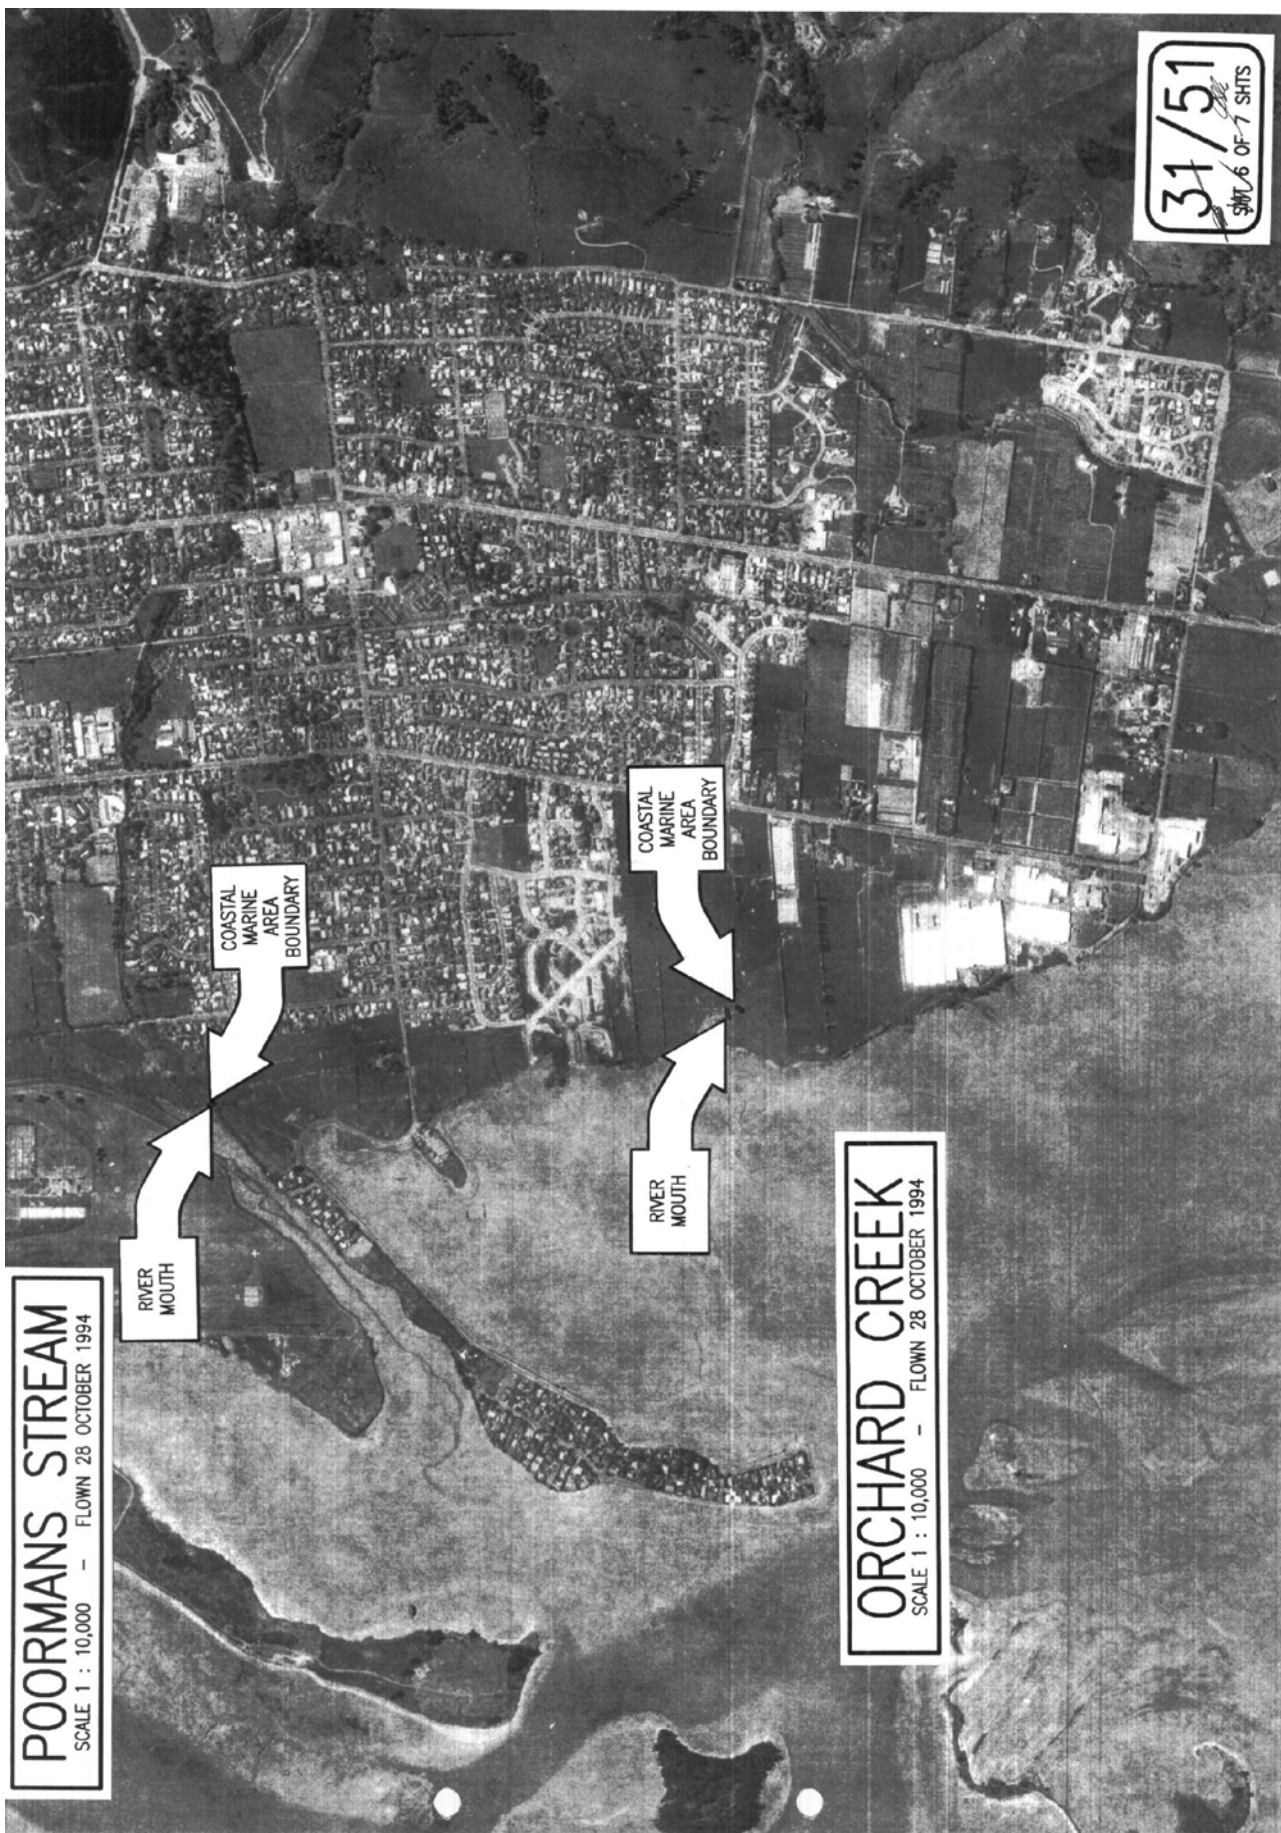 POORMANS STREAM
SCALE 1 : 10,000 – FLOWN 28 OCTOBER 1994
RIVER
MOUTH
COASTAL
MARINE
AREA
BOUNDARY
ORCHARD CREEK
SCALE 1 : 10,000 – FLOWN 28 OCTOBER 1994
RIVER
MOUTH
COASTAL
MARINE
AREA
BOUNDARY
31/51
6 OF 7 SHTS